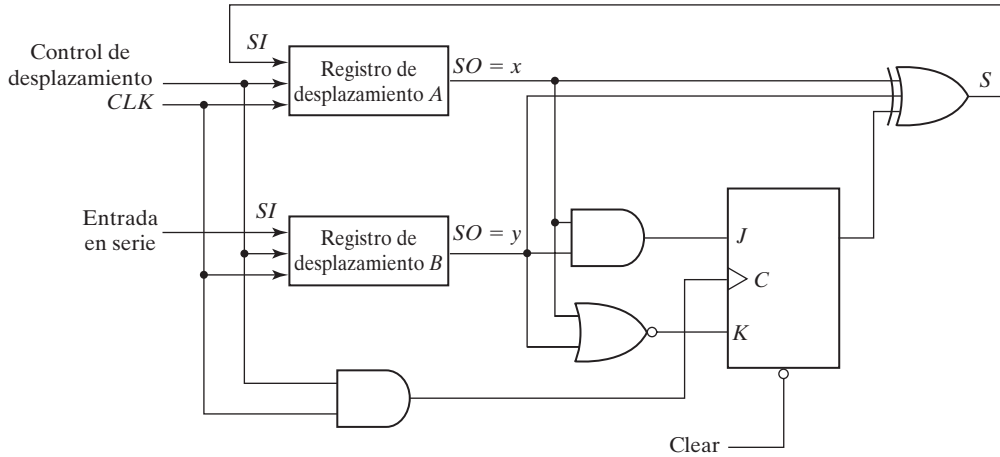 SI
Control de
desplazamiento
CLK
Registro de
desplazamiento A
SO = x
S
Entrada
en serie
SI
Registro de
desplazamiento B
SO = y
J
C
K
Clear